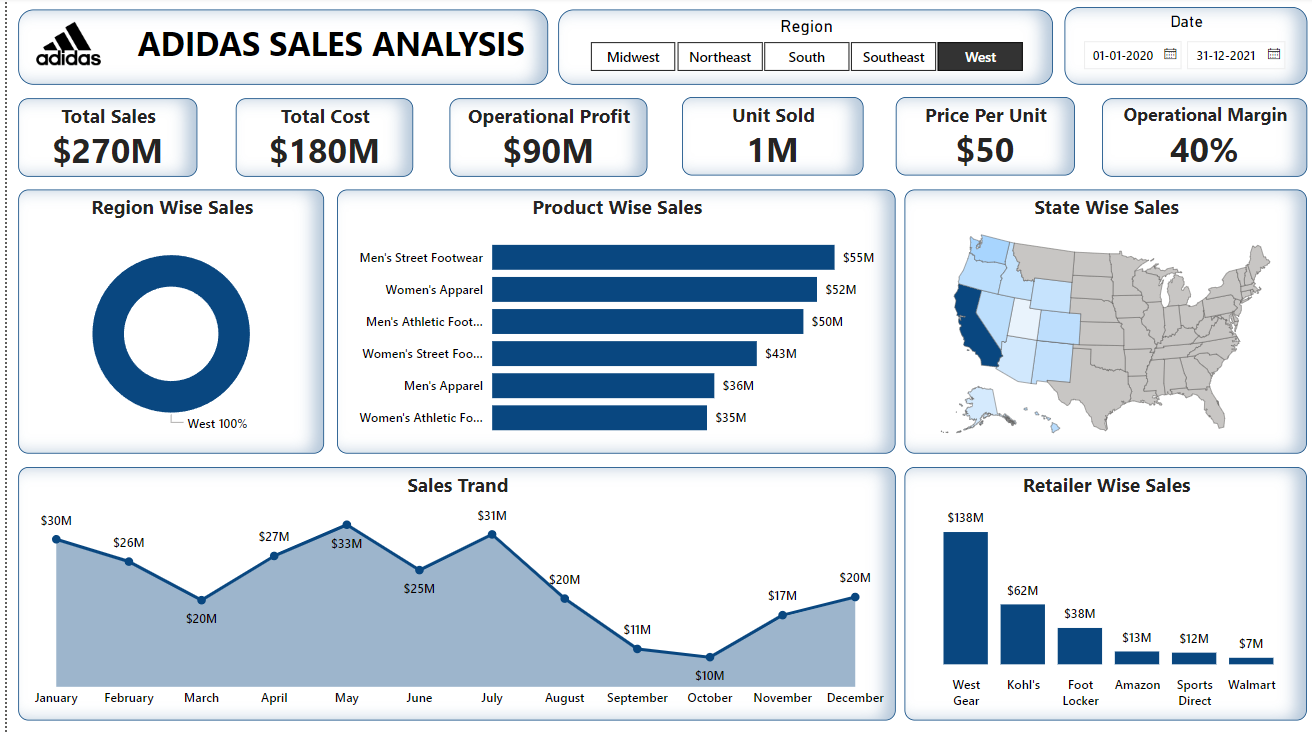 adidas
ADIDAS SALES ANALYSIS
Region
Midwest
Northeast
South
Southeast
West
Date
01-01-2020
31-12-2021
Total Sales
$270M
Total Cost
$180M
Operational Profit
$90M
Unit Sold
1M
Price Per Unit
$50
Operational Margin
40%
Region Wise Sales
West 100%
Product Wise Sales
Men's Street Footwear $55M
Women's Apparel $52M
Men's Athletic Foot... $50M
Women's Street Foo... $43M
Men's Apparel $36M
Women's Athletic Fo... $35M
State Wise Sales
Sales Trand
$30M
$26M
$20M
$27M
$33M
$25M
$31M
$20M
$11M
$10M
$17M
$20M
January February March April May June July August September October November December
Retailer Wise Sales
$138M
$62M
$38M
$13M
$12M
$7M
West
Gear
Kohl's
Foot
Locker
Amazon
Sports
Direct
Walmart